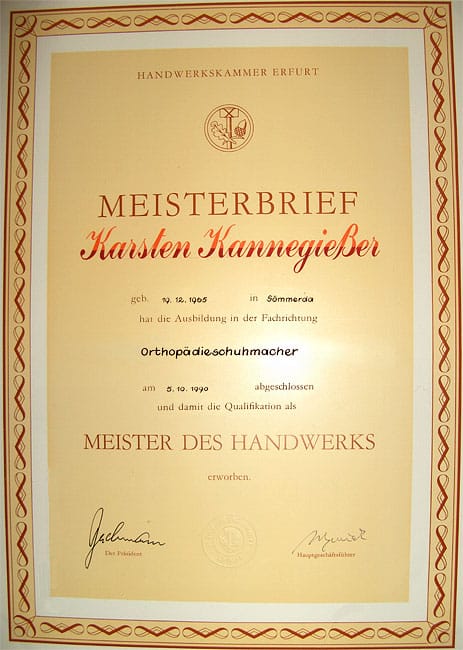 HANDWERKSKAMMER ERFURT
MEISTERBRIEF
Karsten Kannegießer
geb. 19.12.1965 in Sömmerda
hat die Ausbildung in der Fachrichtung
Orthopädieschuhmacher
am 5.10.1990 abgeschlossen
und damit die Qualifikation als
MEISTER DES HANDWERKS
erworben.
Der Präsident
Hauptgeschäftsführer